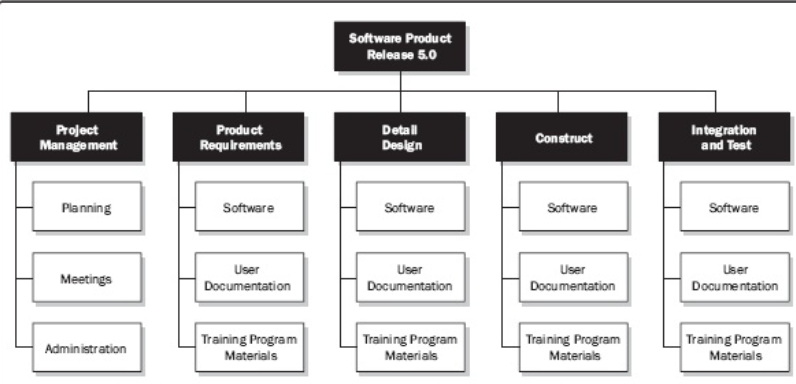 Software Product
Release 5.0
Project
Management
Product
Requirements
Detail
Design
Construct
Integration
and Test
Planning
Software
Software
Software
Software
Meetings
User
Documentation
User
Documentation
User
Documentation
User
Documentation
Administration
Training Program
Materials
Training Program
Materials
Training Program
Materials
Training Program
Materials